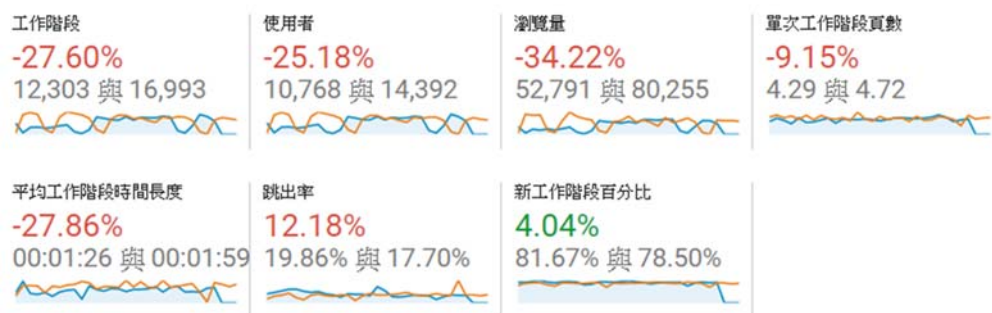 工作階段
-27.60%
12,303 與 16,993
使用者
-25.18%
10,768 與 14,392
瀏覽量
-34.22%
52,791 與 80,255
單次工作階段頁數
-9.15%
4.29 與 4.72
平均工作階段時間長度
-27.86%
00:01:26 與 00:01:59
跳出率
12.18%
19.86% 與 17.70%
新工作階段百分比
4.04%
81.67% 與 78.50%